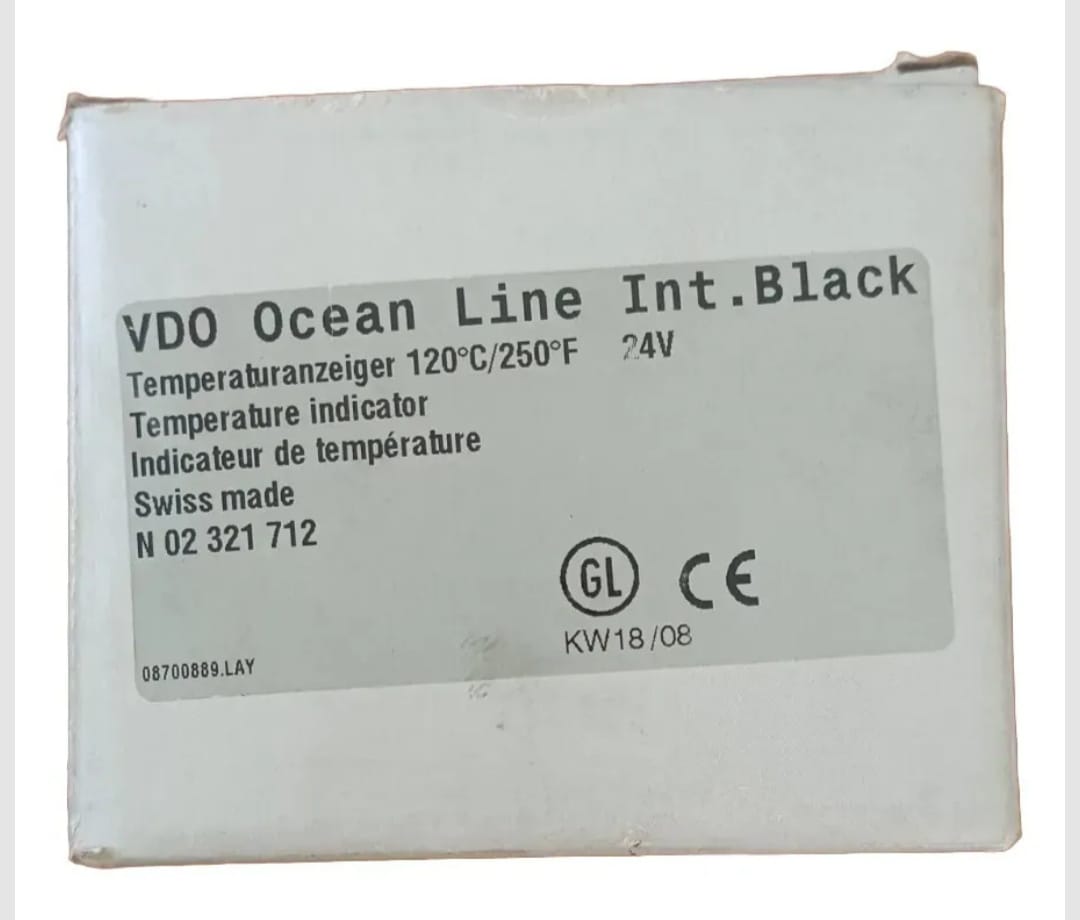 VDO Ocean Line Int.Black
Temperaturanzeiger 120°C/250°F 24V
Temperature indicator
Indicateur de température
Swiss made
N 02 321 712
GL CE
KW18/08
08700889.LAY